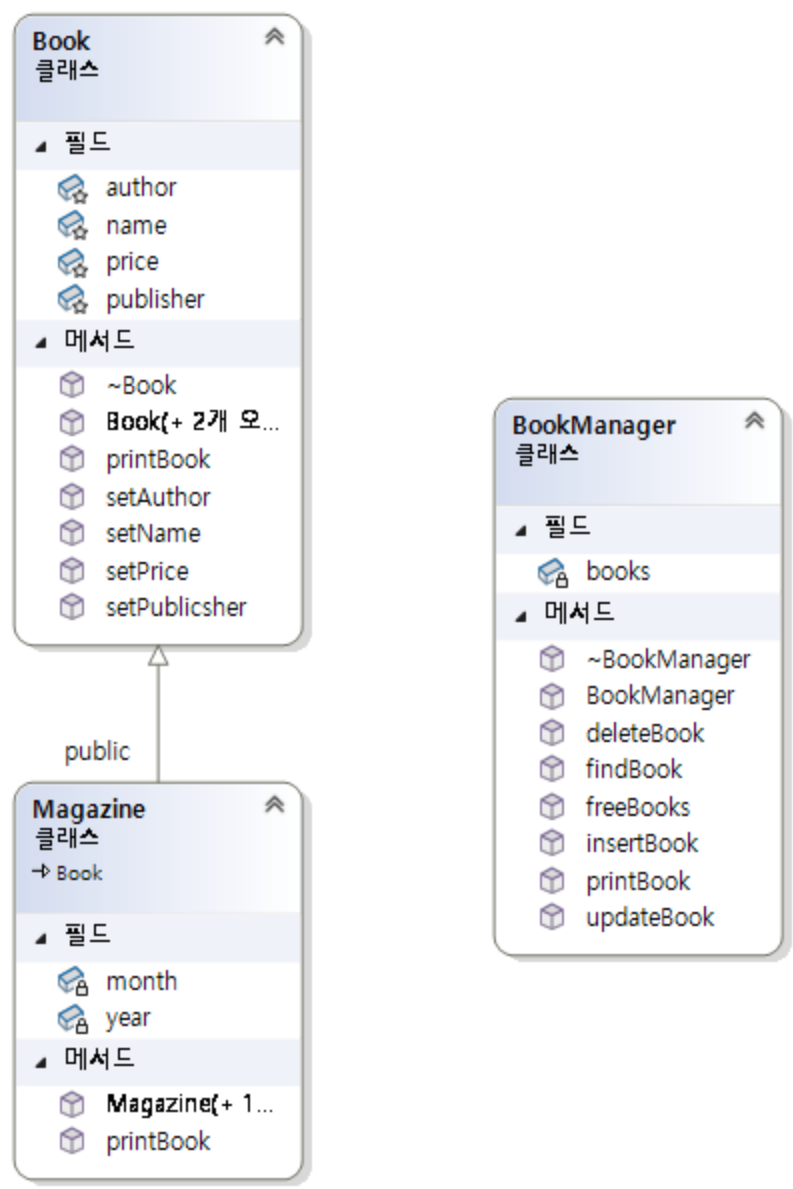 Book
클래스
필드
author
name
price
publisher
메서드
~Book
Book(+ 2개 오...
printBook
setAuthor
setName
setPrice
setPublicsher
public
Magazine
클래스
Book
필드
month
year
메서드
Magazine(+ 1...
printBook
BookManager
클래스
필드
books
메서드
~BookManager
BookManager
deleteBook
findBook
freeBooks
insertBook
printBook
updateBook